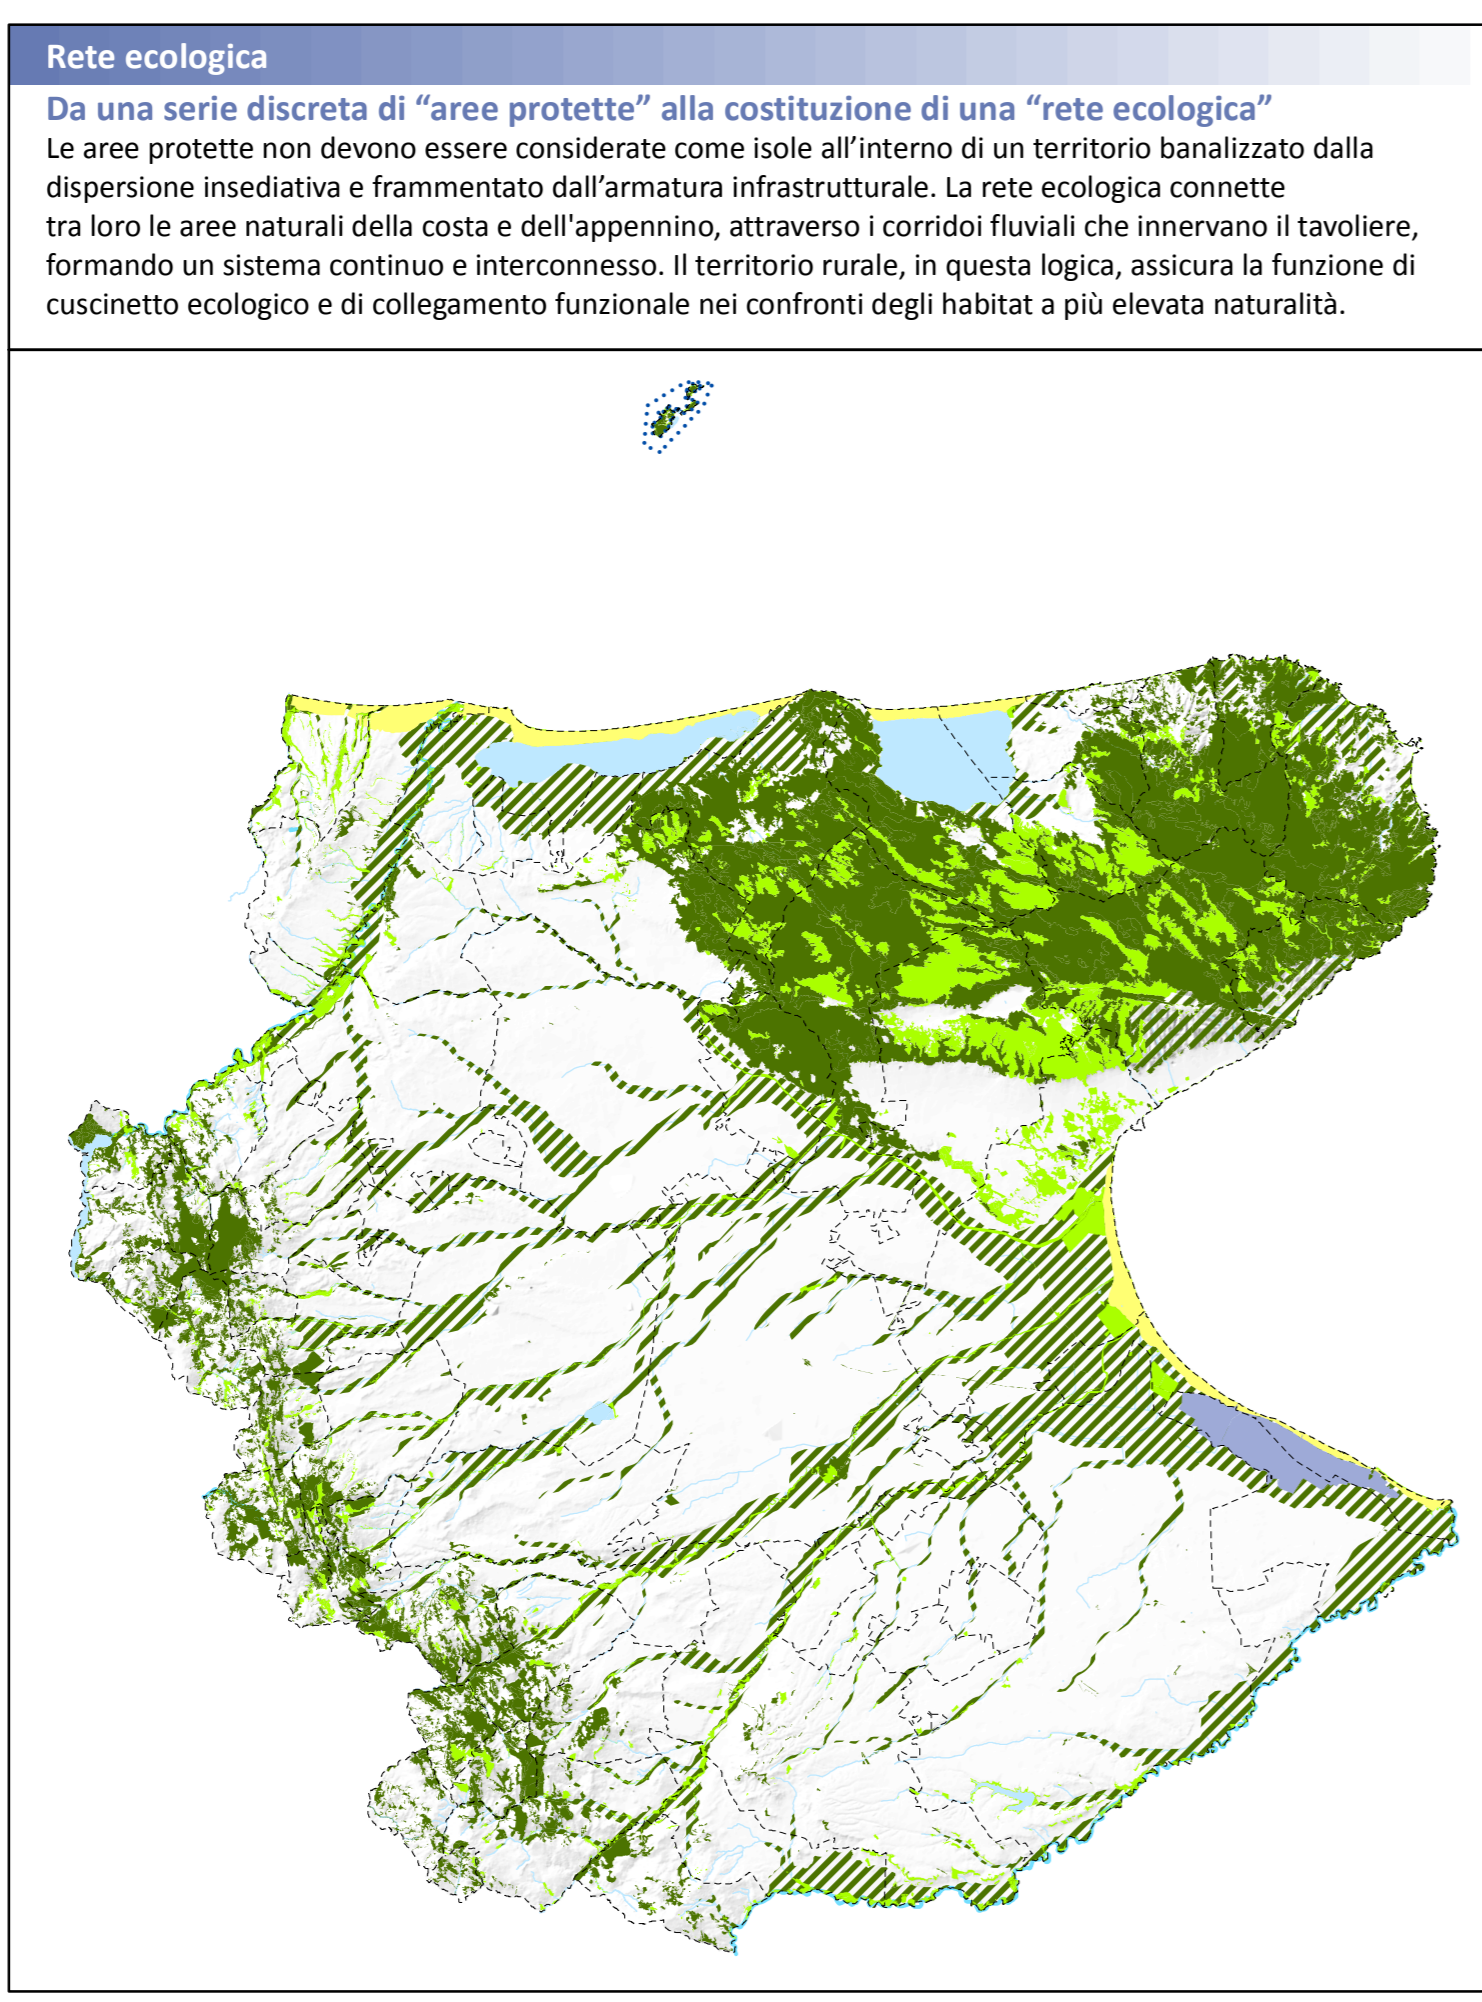 Rete ecologica
Da una serie discreta di “aree protette” alla costituzione di una “rete ecologica”
Le aree protette non devono essere considerate come isole all’interno di un territorio banalizzato dalla
dispersione insediativa e frammentato dall’armatura infrastrutturale. La rete ecologica connette
tra loro le aree naturali della costa e dell'appennino, attraverso i corridoi fluviali che innervano il tavoliere,
formando un sistema continuo e interconnesso. Il territorio rurale, in questa logica, assicura la funzione di
cuscinetto ecologico e di collegamento funzionale nei confronti degli habitat a più elevata naturalità.